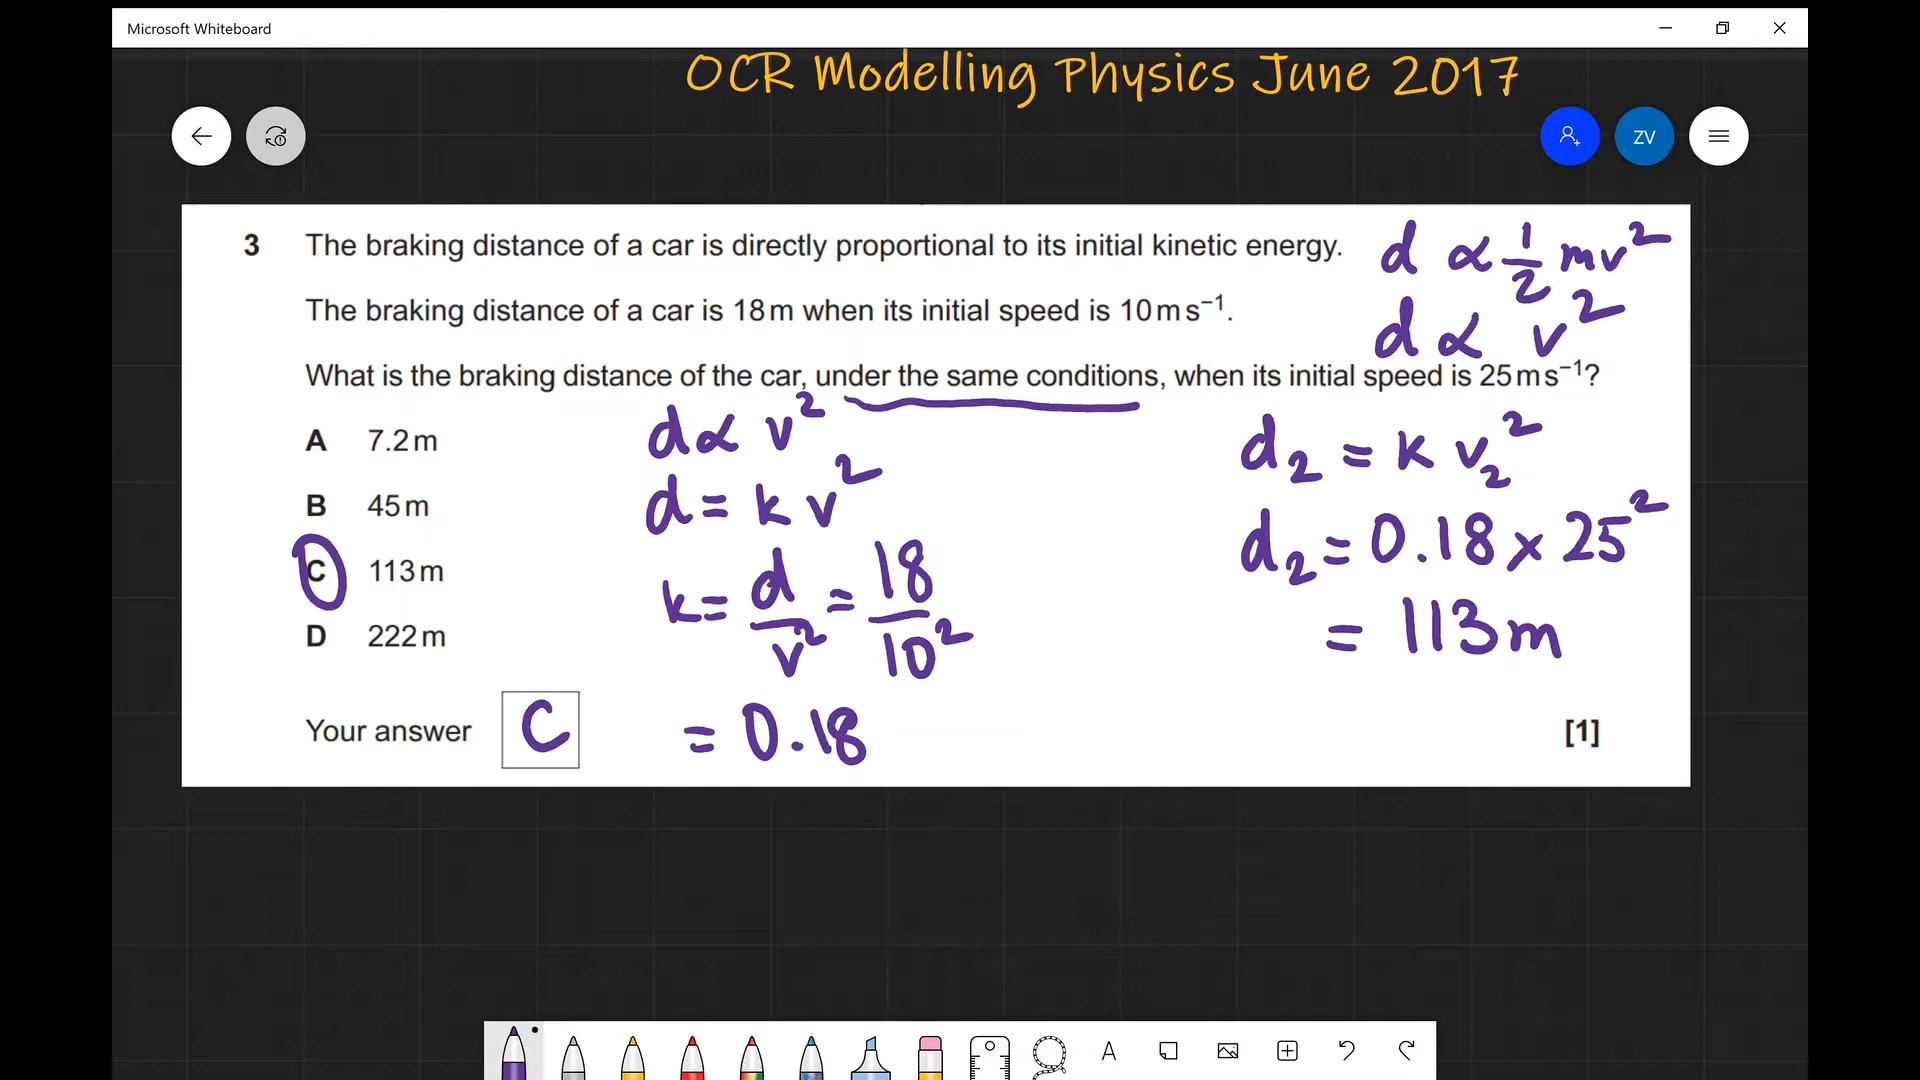 Microsoft Whiteboard
OCR Modelling Physics June 2017
ZV
3 The braking distance of a car is directly proportional to its initial kinetic energy.
d ∝ 1/2 mv²
The braking distance of a car is 18 m when its initial speed is 10 m s⁻¹.
d ∝ v²
What is the braking distance of the car, under the same conditions, when its initial speed is 25 m s⁻¹?
A 7.2 m
B 45 m
C 113 m
D 222 m
d ∝ v²
d = k v²
k = d/v² = 18/10²
= 0.18
d₂ = k v₂²
d₂ = 0.18 × 25²
= 113 m
Your answer C
[1]
A